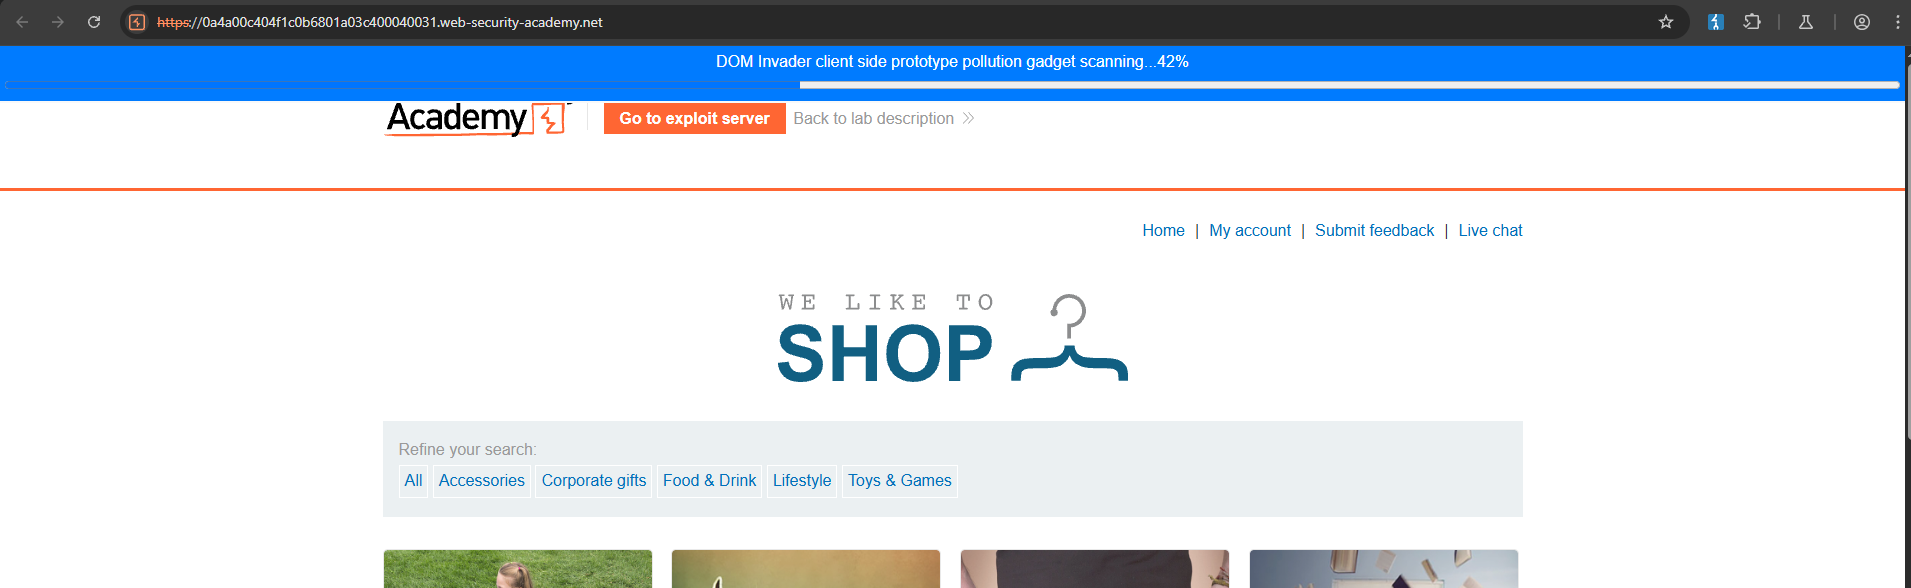 https://0a4a00c404f1c0b6801a03c400040031.web-security-academy.net
DOM Invader client side prototype pollution gadget scanning...42%
Academy
Go to exploit server
Back to lab description
Home | My account | Submit feedback | Live chat
WE LIKE TO
SHOP
Refine your search:
All Accessories Corporate gifts Food & Drink Lifestyle Toys & Games